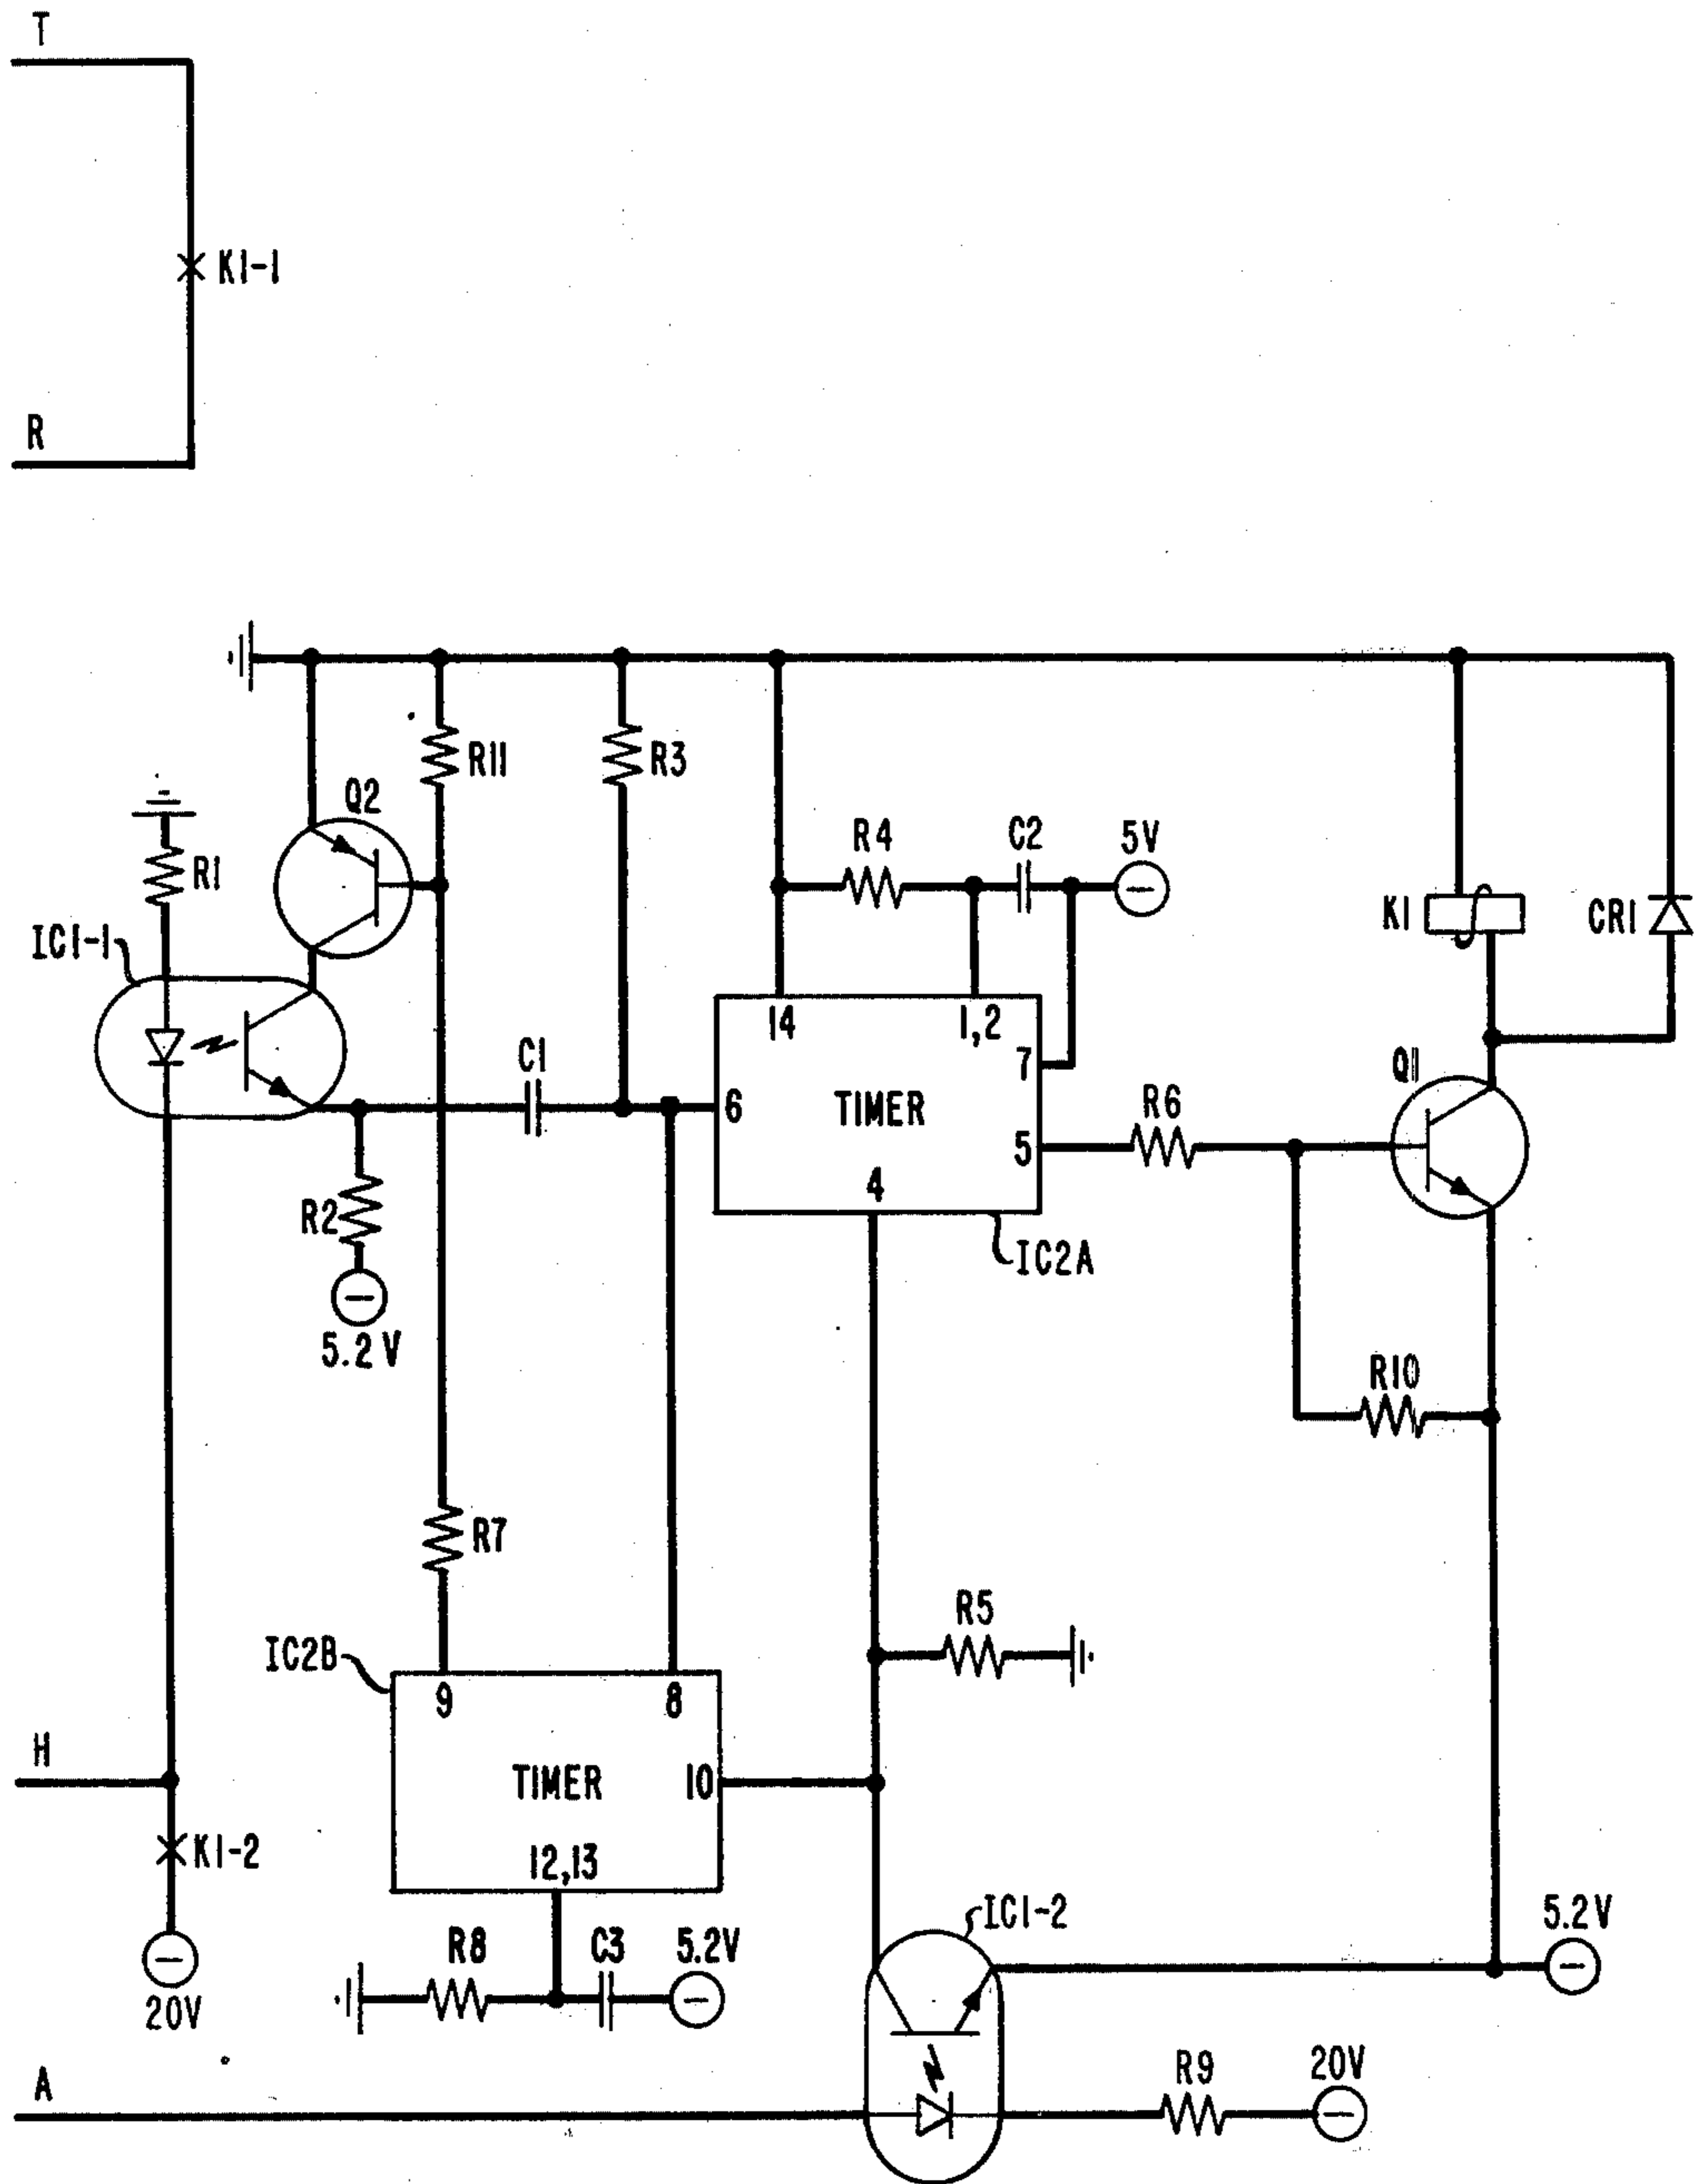 T
K1-1
R
R11
R3
Q2
R1
R4
C2
5V
K1
CR1
IC1-1
14
1,2
7
C1
6
TIMER
5
4
R6
Q1
R2
IC2A
5.2V
R10
R7
R5
IC2B
9
8
H
TIMER
10
K1-2
12,13
IC1-2
5.2V
R8
C3
5.2V
20V
A
R9
20V